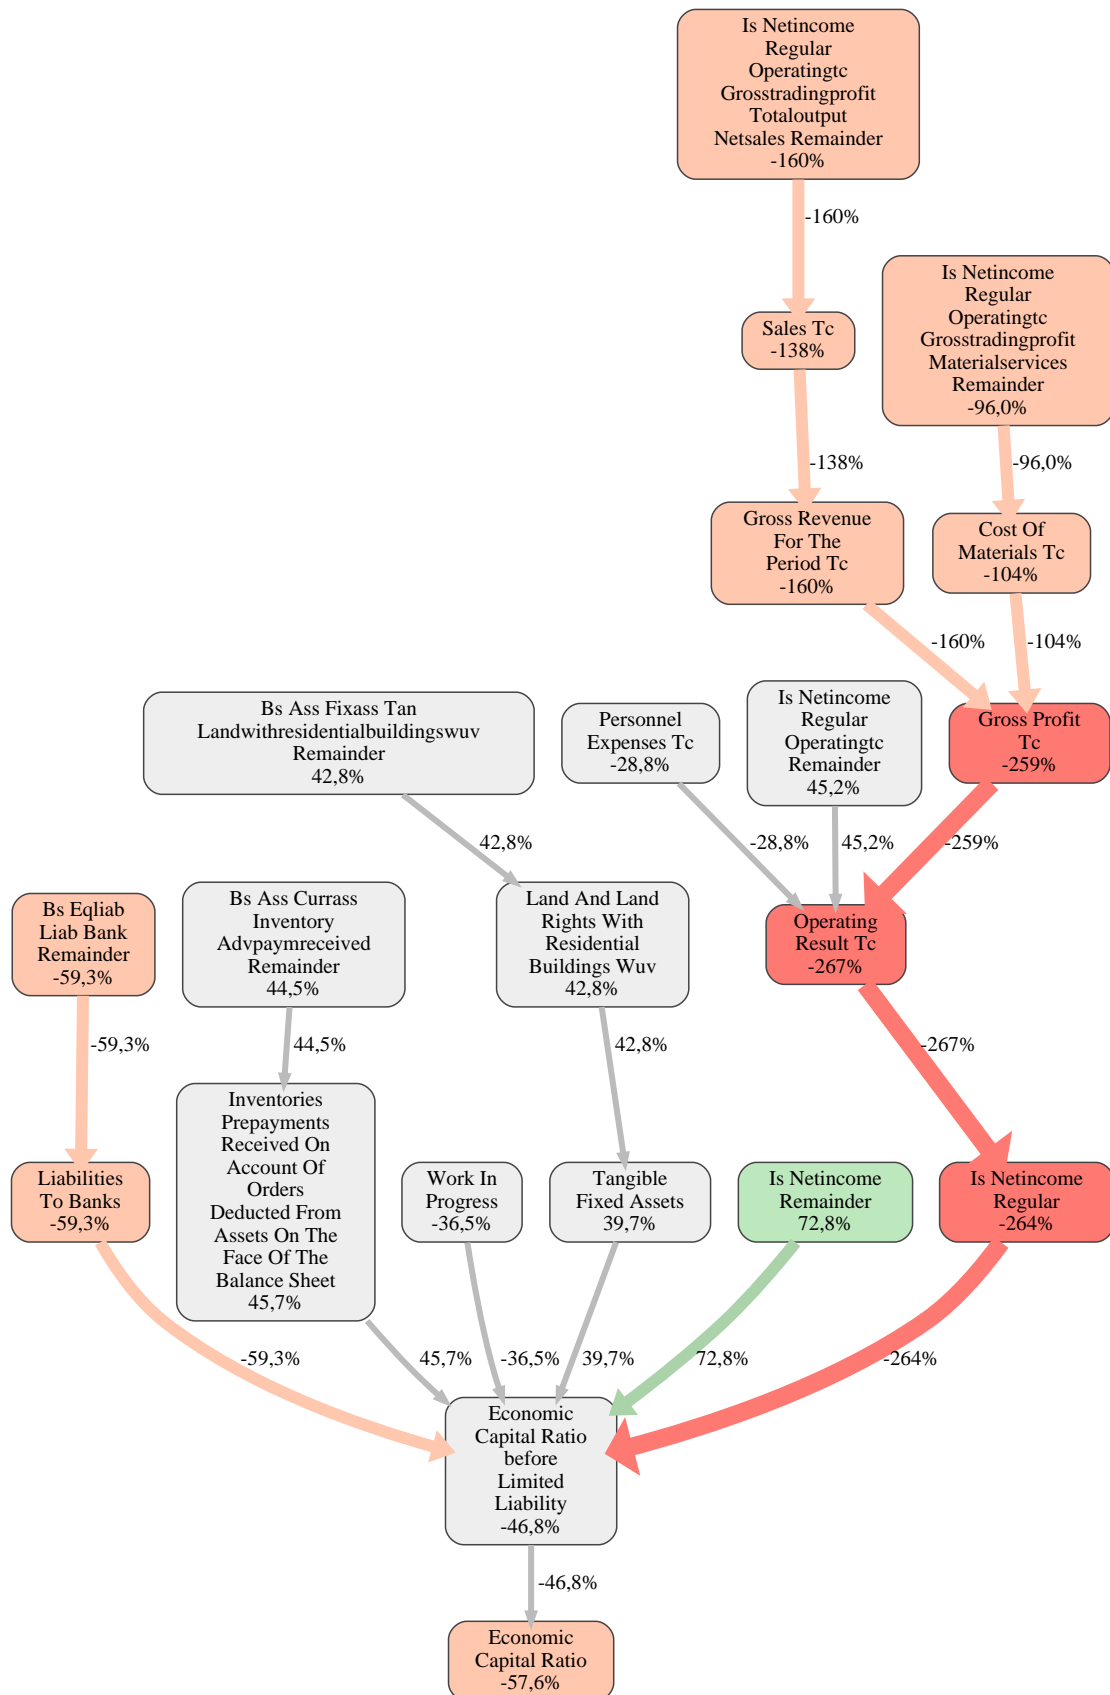 Is Netincome
Regular
Operatingtc
Grosstradingprofit
Totaloutput
Netsales Remainder
-160%
-160%
Is Netincome
Regular
Operatingtc
Grosstradingprofit
Materialservices
Remainder
-96,0%
Sales Tc
-138%
-138%
-96,0%
Gross Revenue
For The
Period Tc
-160%
Cost Of
Materials Tc
-104%
-160%
-104%
Bs Ass Fixass Tan
Landwithresidentialbuildingswuv
Remainder
42,8%
Personnel
Expenses Tc
-28,8%
Is Netincome
Regular
Operatingtc
Remainder
45,2%
Gross Profit
Tc
-259%
42,8%
-28,8%
45,2%
-259%
Bs Eqliab
Liab Bank
Remainder
-59,3%
Bs Ass Currass
Inventory
Advpaymreceived
Remainder
44,5%
Land And Land
Rights With
Residential
Buildings Wuv
42,8%
Operating
Result Tc
-267%
-59,3%
44,5%
42,8%
-267%
Liabilities
To Banks
-59,3%
Inventories
Prepayments
Received On
Account Of
Orders
Deducted From
Assets On The
Face Of The
Balance Sheet
45,7%
Work In
Progress
-36,5%
Tangible
Fixed Assets
39,7%
Is Netincome
Remainder
72,8%
Is Netincome
Regular
-264%
-59,3%
45,7%
-36,5%
39,7%
72,8%
-264%
Economic
Capital Ratio
before
Limited
Liability
-46,8%
-46,8%
Economic
Capital Ratio
-57,6%